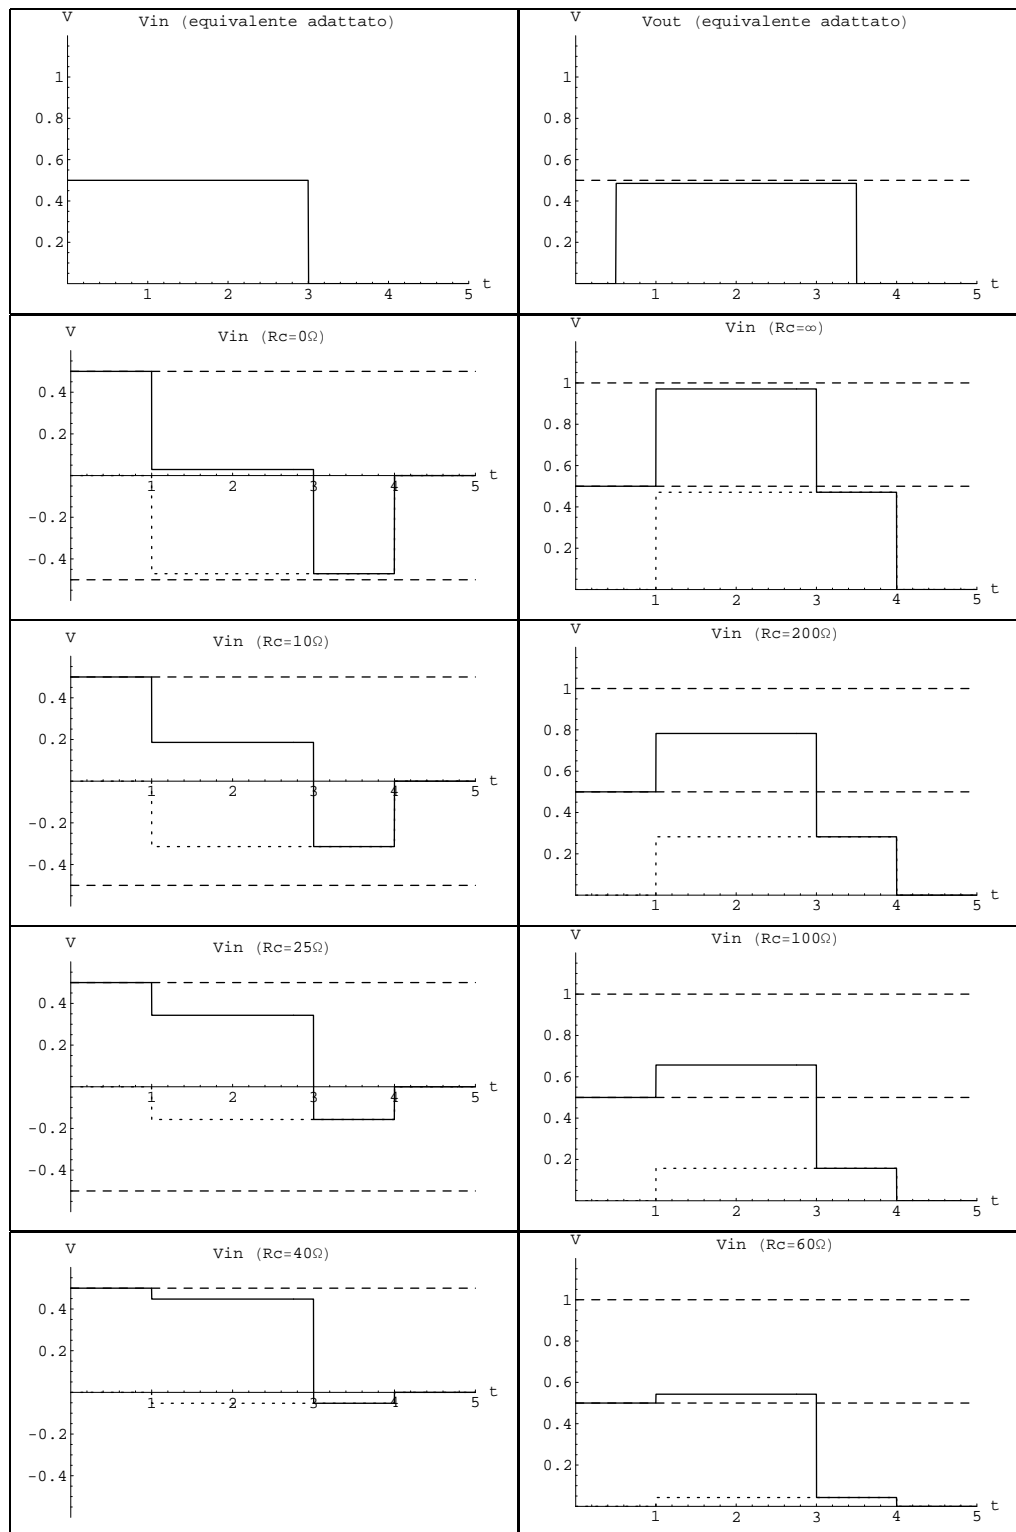 V
Vin (equivalente adattato)
1
0.8
0.6
0.4
0.2
1 2 3 4 5 t
V
Vout (equivalente adattato)
1
0.8
0.6
0.4
0.2
1 2 3 4 5 t
V
Vin (Rc=0Ω)
0.4
0.2
1 2 3 4 5 t
-0.2
-0.4
V
Vin (Rc=∞)
1
0.8
0.6
0.4
0.2
1 2 3 4 5 t
V
Vin (Rc=10Ω)
0.4
0.2
1 2 3 4 5 t
-0.2
-0.4
V
Vin (Rc=200Ω)
1
0.8
0.6
0.4
0.2
1 2 3 4 5 t
V
Vin (Rc=25Ω)
0.4
0.2
1 2 3 4 5 t
-0.2
-0.4
V
Vin (Rc=100Ω)
1
0.8
0.6
0.4
0.2
1 2 3 4 5 t
V
Vin (Rc=40Ω)
0.4
0.2
1 2 3 4 5 t
-0.2
-0.4
V
Vin (Rc=60Ω)
1
0.8
0.6
0.4
0.2
1 2 3 4 5 t